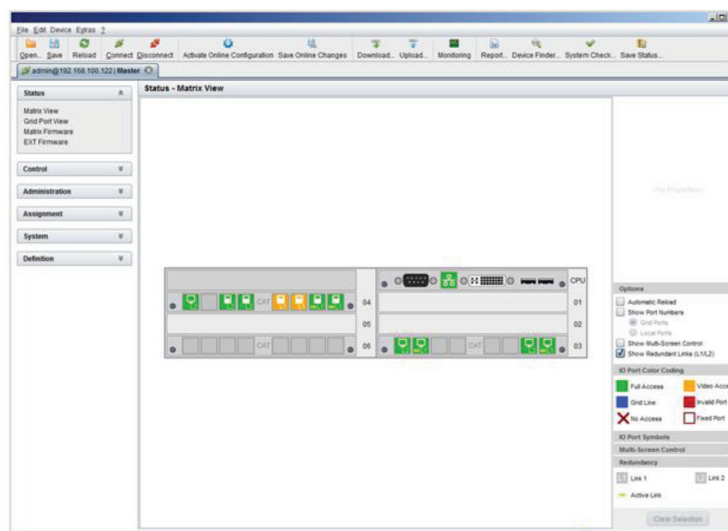 File Edit Device Extras ?
Open... Save Reload Connect Disconnect Activate Online Configuration Save Online Changes Download... Upload... Monitoring Report... Device Finder... System Check... Save Status...
admin@192.168.100.122 | Master
Status
Matrix View
Grid Port View
Matrix Firmware
EXT Firmware
Control
Administration
Assignment
System
Definition
Status - Matrix View
CPU
CAT 04 01
05 02
CAT 06 CAT 03
No Properties
Options
Automatic Reload
Show Port Numbers
Grid Ports
Local Ports
Show Multi-Screen Control
Show Redundant Links (L1/L2)
IO Port Color Coding
Full Access Video Acce
Grid Line Invalid Port
No Access Fixed Port
IO Port Symbols
Multi-Screen Control
Redundancy
Link 1 Link 2
Active Link
Clear Selection